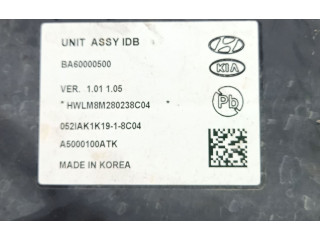 UNIT ASSY IDB
BA60000500
KIA
VER. 1.01 1.05
*HWLM8M280238C04
Pb
052IAK1K19-1-8C04
A5000100ATK
MADE IN KOREA